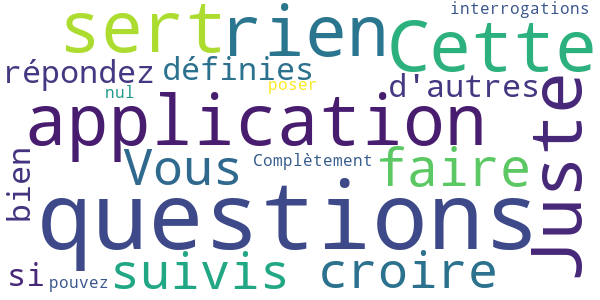 interrogations
sert rien Cette
répondez définies d'autres
nul poser
application Juste
Vous Complètement faire
bien questions
si pouvez suivis croire